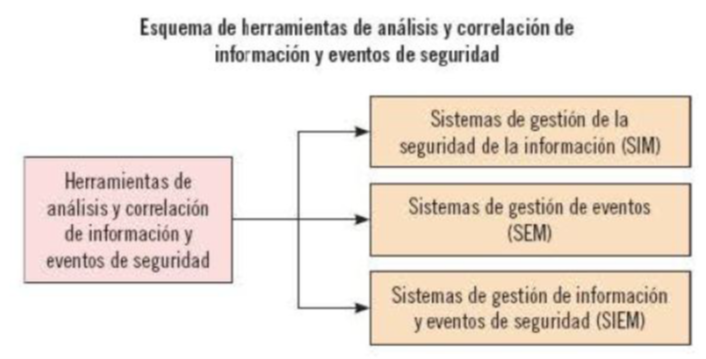 Esquema de herramientas de análisis y correlación de
información y eventos de seguridad
Herramientas de
análisis y correlación
de información y
eventos de seguridad
Sistemas de gestión de la
seguridad de la información (SIM)
Sistemas de gestión de eventos
(SEM)
Sistemas de gestión de información
y eventos de seguridad (SIEM)